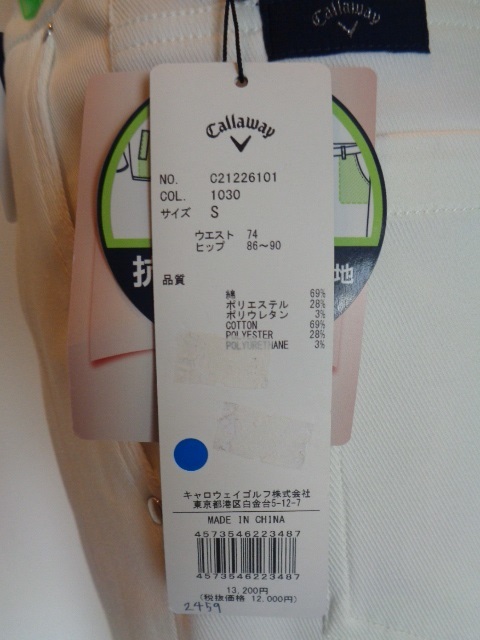 Callaway
Callaway
NO. C21226101
COL. 1030
サイズ S
ウエスト 74
ヒップ 86～90
抗
地
品質
綿 69%
ポリエステル 28%
ポリウレタン 3%
COTTON 69%
POLYESTER 28%
POLYURETHANE 3%
キャロウェイゴルフ株式会社
東京都港区白金台5-12-7
MADE IN CHINA
4573546223487
4573546223487
13,200円
(税抜価格 12,000円)
2459